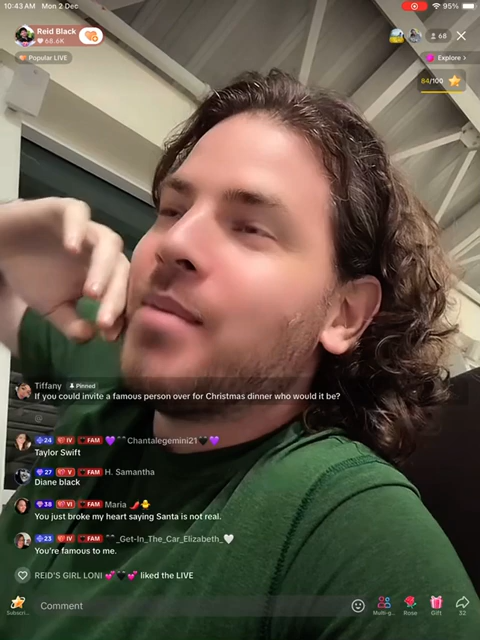 10:43 AM Mon 2 Dec
95%
Reid Black
68.6K
68
Popular LIVE
Explore >
84/100
Tiffany Pinned
If you could invite a famous person over for Christmas dinner who would it be?
24 IV FAM Chantalegemini21
Taylor Swift
27 V FAM H. Samantha
Diane black
38 VI FAM Maria
You just broke my heart saying Santa is not real.
23 IV FAM _Get-In_The_Car_Elizabeth_
You're famous to me.
REID'S GIRL LONI liked the LIVE
Comment
Subscri... Multi-g... Rose Gift 32